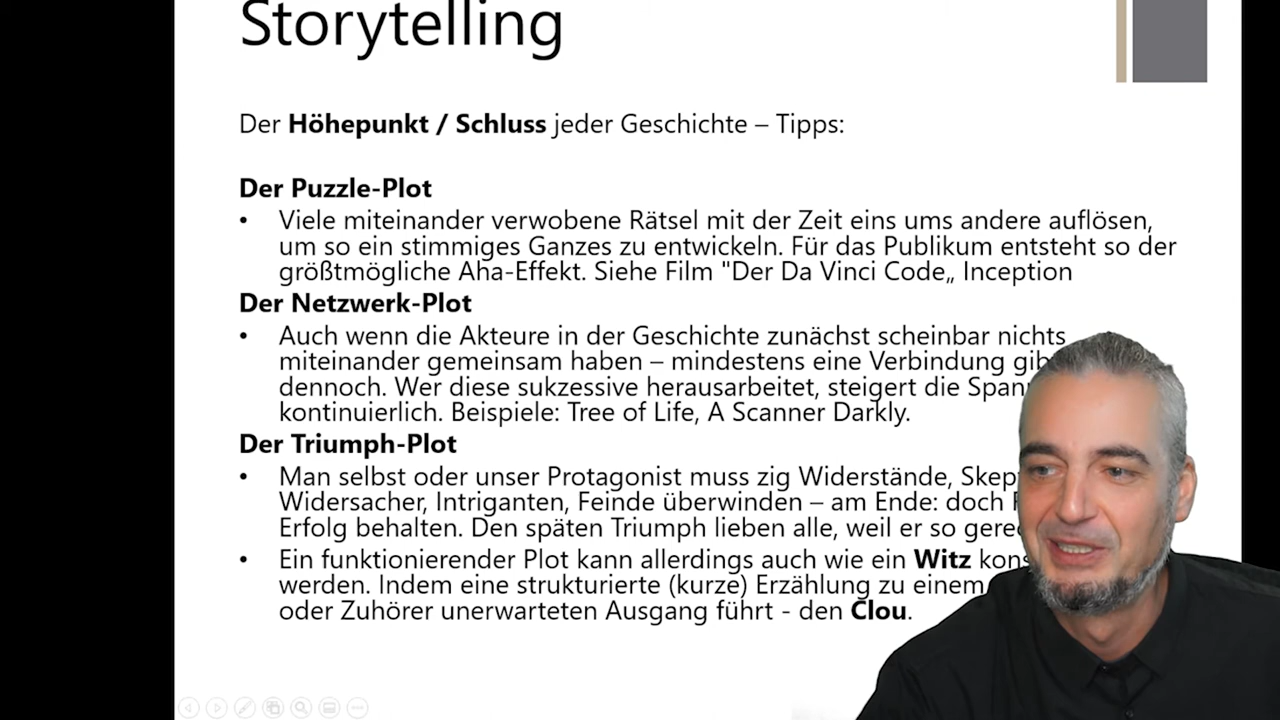 Storytelling
Der Höhepunkt / Schluss jeder Geschichte – Tipps:
Der Puzzle-Plot
• Viele miteinander verwobene Rätsel mit der Zeit eins ums andere auflösen,
um so ein stimmiges Ganzes zu entwickeln. Für das Publikum entsteht so der
größtmögliche Aha-Effekt. Siehe Film "Der Da Vinci Code„, Inception
Der Netzwerk-Plot
• Auch wenn die Akteure in der Geschichte zunächst scheinbar nichts
miteinander gemeinsam haben – mindestens eine Verbindung
dennoch. Wer diese sukzessive herausarbeitet, steigert die
kontinuierlich. Beispiele: Tree of Life, A Scanner Darkly.
Der Triumph-Plot
• Man selbst oder unser Protagonist muss zig Widerstände,
Widersacher, Intriganten, Feinde überwinden – am Ende: doch
Erfolg behalten. Den späten Triumph lieben alle, weil er so
• Ein funktionierender Plot kann allerdings auch wie ein Witz
werden. Indem eine strukturierte (kurze) Erzählung zu einem
oder Zuhörer unerwarteten Ausgang führt - den Clou.